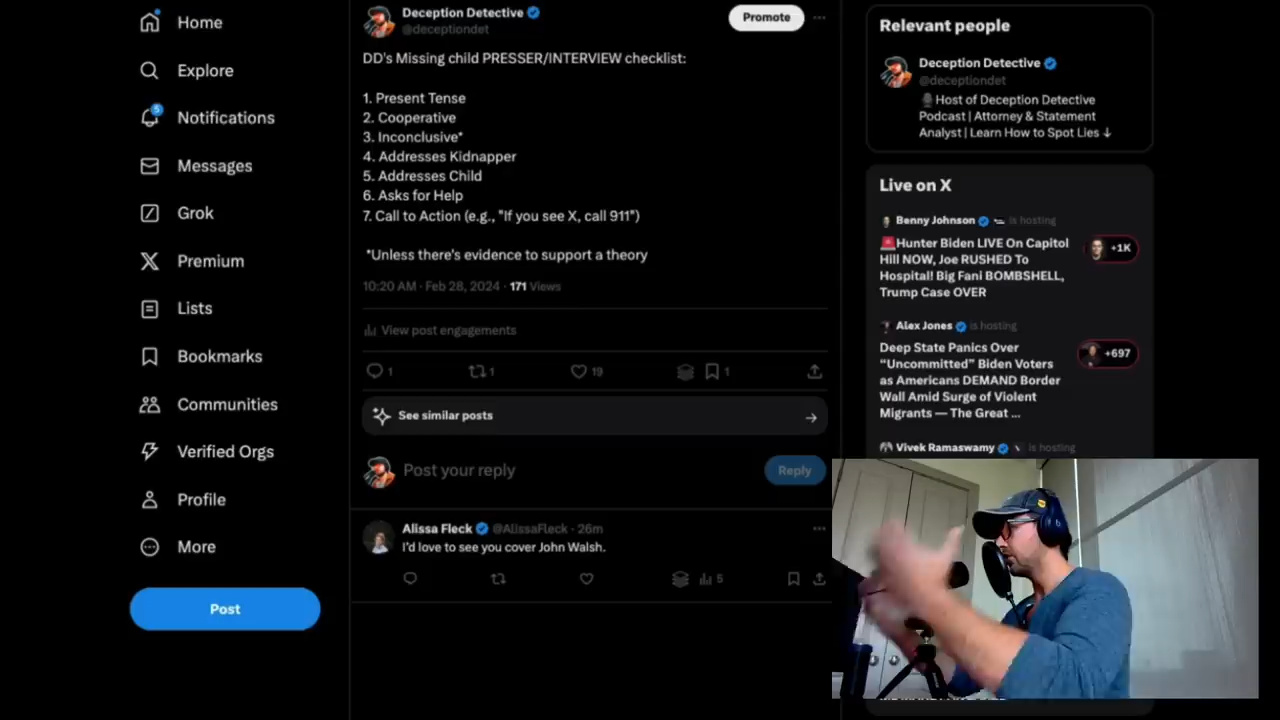 Home
Explore
5
Notifications
Messages
Grok
Premium
Lists
Bookmarks
Communities
Verified Orgs
Profile
More
Post
Deception Detective
@deceptiondet
Promote
DD's Missing child PRESSER/INTERVIEW checklist:
1. Present Tense
2. Cooperative
3. Inconclusive*
4. Addresses Kidnapper
5. Addresses Child
6. Asks for Help
7. Call to Action (e.g., "If you see X, call 911")
*Unless there's evidence to support a theory
10:20 AM · Feb 28, 2024 · 171 Views
View post engagements
1 1 19 1
See similar posts
Post your reply
Reply
Alissa Fleck @AlissaFleck · 26m
I'd love to see you cover John Walsh.
5
Relevant people
Deception Detective
@deceptiondet
Host of Deception Detective
Podcast | Attorney & Statement
Analyst | Learn How to Spot Lies ↓
Live on X
Benny Johnson is hosting
Hunter Biden LIVE On Capitol
Hill NOW, Joe RUSHED To
Hospital! Big Fani BOMBSHELL,
Trump Case OVER
+1K
Alex Jones is hosting
Deep State Panics Over
"Uncommitted" Biden Voters
as Americans DEMAND Border
Wall Amid Surge of Violent
Migrants — The Great ...
+697
Vivek Ramaswamy is hosting